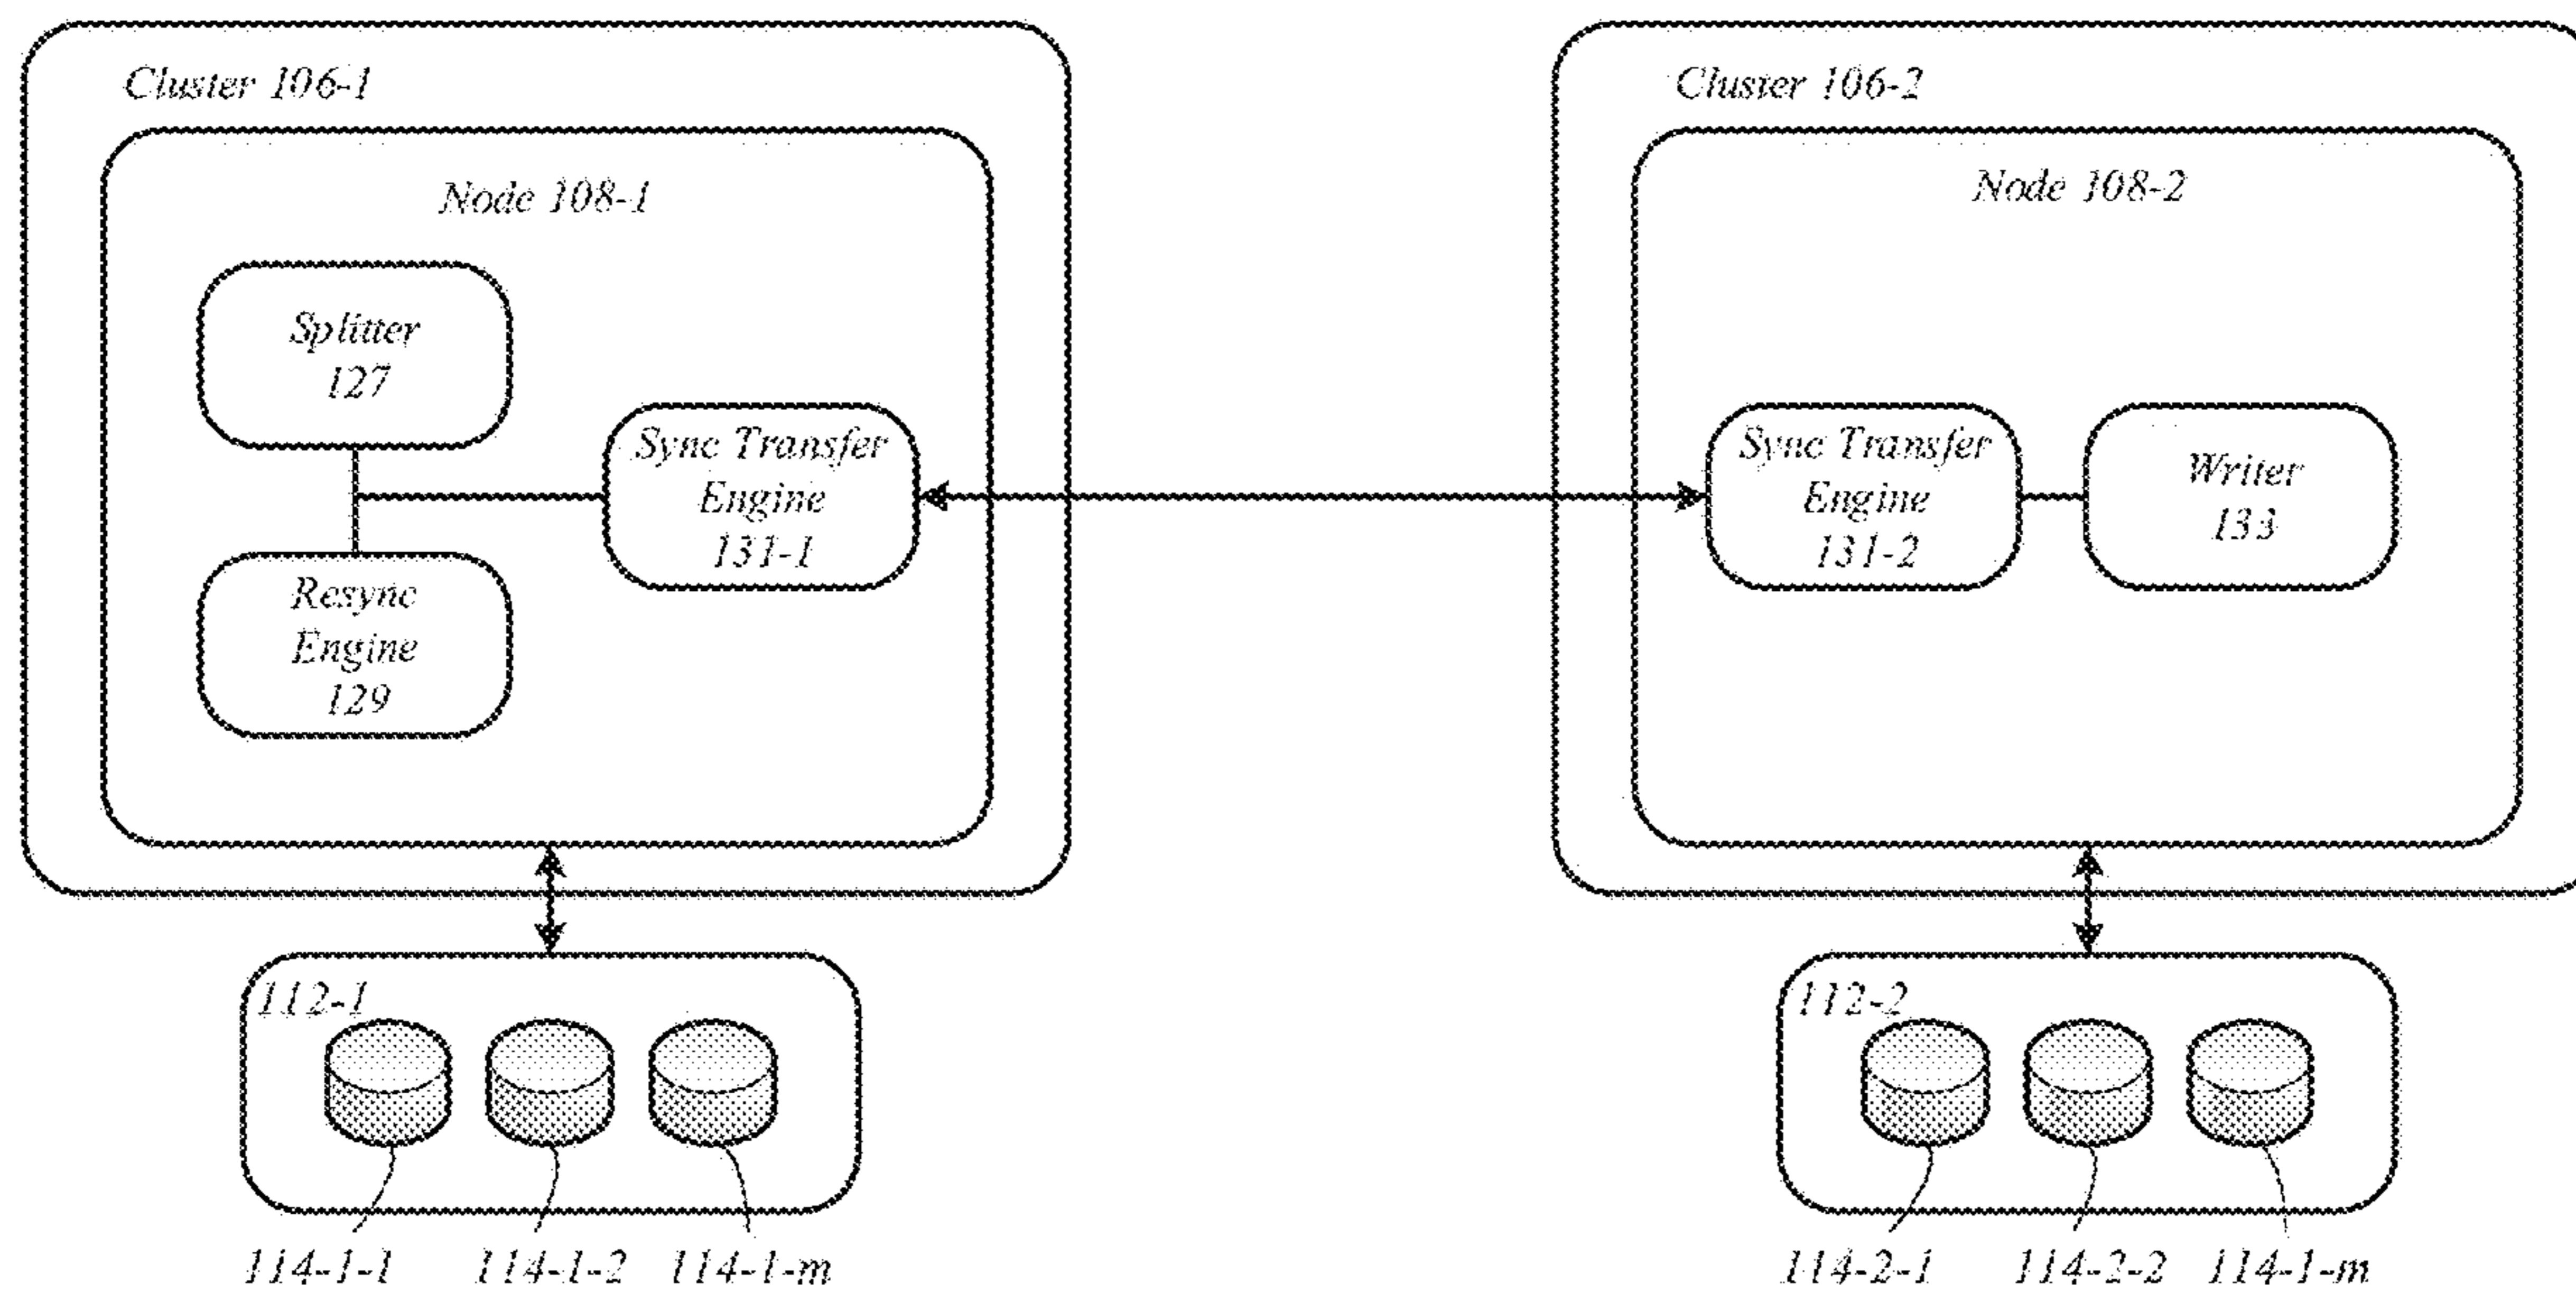 Cluster 106-1
Node 108-1
Splitter
127
Sync Transfer
Engine
131-1
Resync
Engine
129
112-1
114-1-1
114-1-2
114-1-m
Cluster 106-2
Node 108-2
Sync Transfer
Engine
131-2
Writer
133
112-2
114-2-1
114-2-2
114-1-m